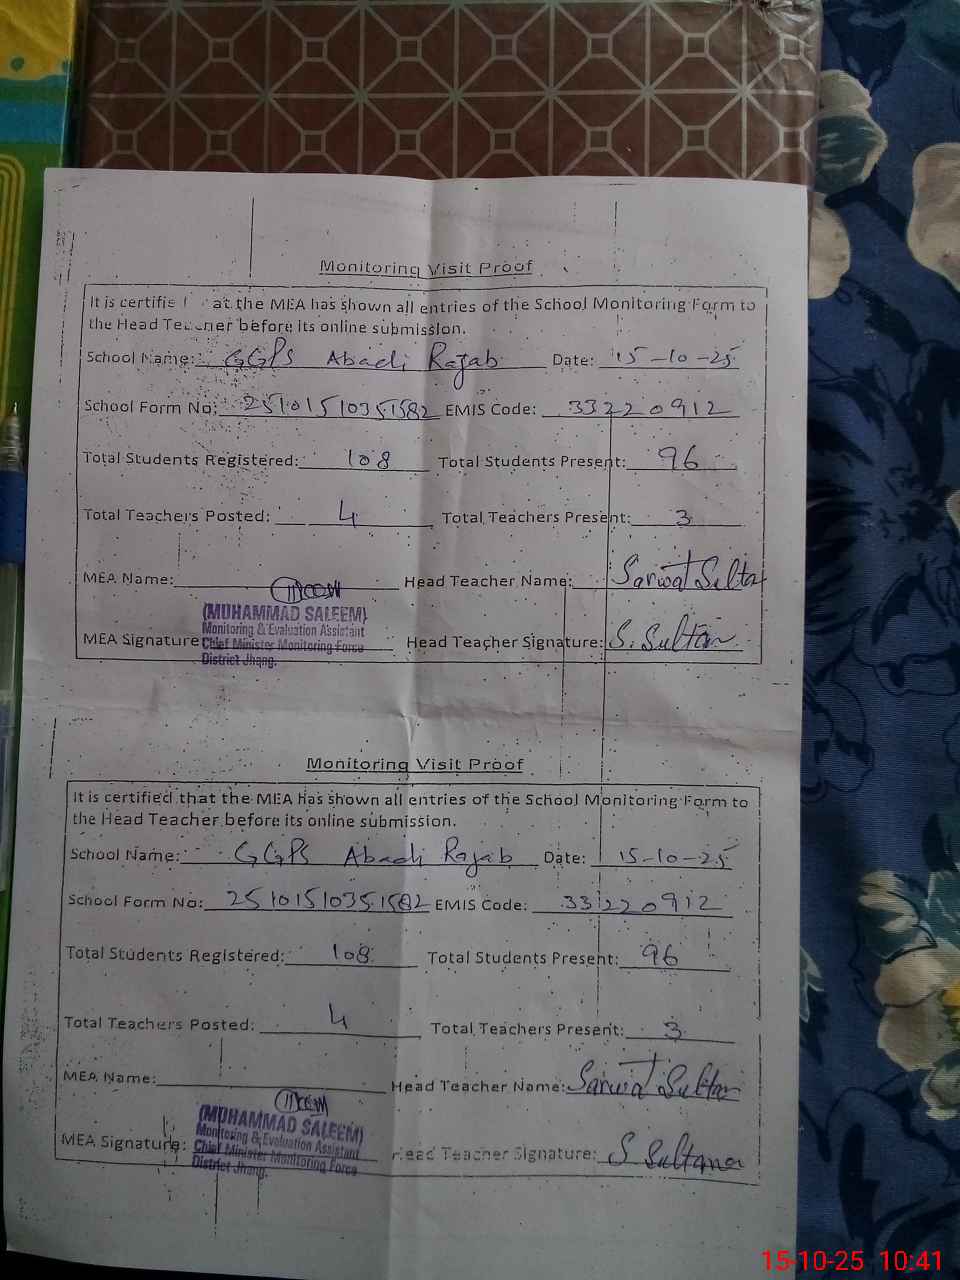 Monitoring Visit Proof
It is certifie at the MEA has shown all entries of the School Monitoring Form to
the Head Teacher before its online submission.
School Name: GGPS Abadi Rajab Date: 15-10-25
School Form No: 25101510351582 EMIS Code: 33220912
Total Students Registered: 108 Total Students Present: 96
Total Teachers Posted: 4 Total Teachers Present: 3
MEA Name: Head Teacher Name: Sarwat Sulta
(MUHAMMAD SALEEM)
Monitoring & Evaluation Assistant
MEA Signature Chief Minister Monitoring Force Head Teacher Signature: S. Sultan
District Jhang.
Monitoring Visit Proof
It is certified that the MEA has shown all entries of the School Monitoring Form to
the Head Teacher before its online submission.
School Name: GGPS Abadi Rajab Date: 15-10-25
School Form No: 25101510351582 EMIS Code: 33220912
Total Students Registered: 108 Total Students Present: 96
Total Teachers Posted: 4 Total Teachers Present: 3
MEA Name: Head Teacher Name: Sarwat Sultan
(MUHAMMAD SALEEM)
Monitoring & Evaluation Assistant
MEA Signature: Chief Minister Monitoring Force Head Teacher Signature: S Sultana
District Jhang.
15-10-25 10:41